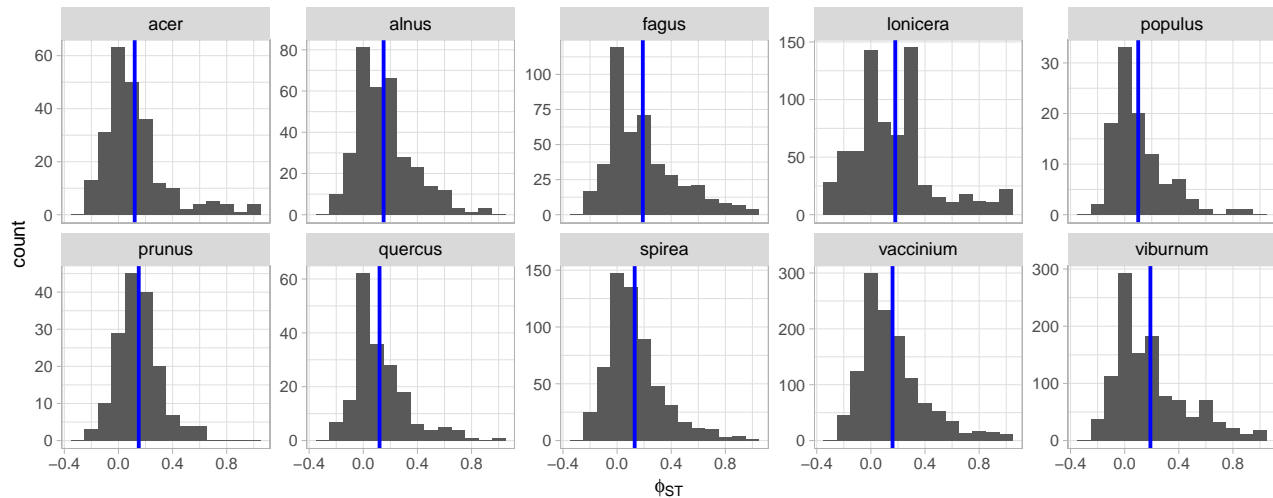 acer alnus fagus lonicera populus
60 80 100 150 30
40 60 75 100 20
20 40 50 50 10
0 20 25 0 0
0 0
count
prunus quercus spirea vaccinium viburnum
40 60 150 300 300
30 40 100 200 200
20 20 50 100 100
10 0 0 0 0
0
−0.4 0.0 0.4 0.8 −0.4 0.0 0.4 0.8 −0.4 0.0 0.4 0.8 −0.4 0.0 0.4 0.8 −0.4 0.0 0.4 0.8
ϕST